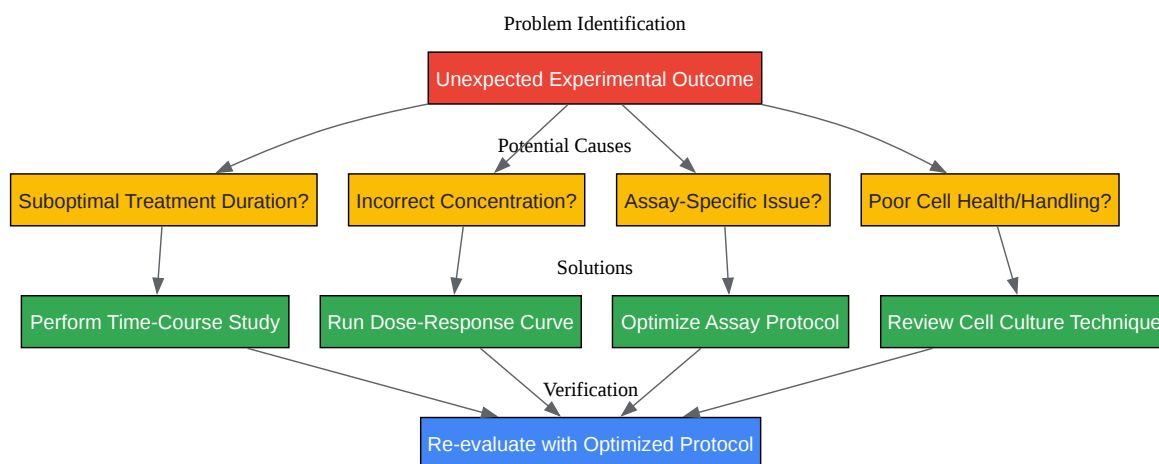 Problem Identification
Unexpected Experimental Outcome
Potential Causes
Suboptimal Treatment Duration?
Incorrect Concentration?
Assay-Specific Issue?
Poor Cell Health/Handling?
Solutions
Perform Time-Course Study
Run Dose-Response Curve
Optimize Assay Protocol
Review Cell Culture Technique
Verification
Re-evaluate with Optimized Protocol